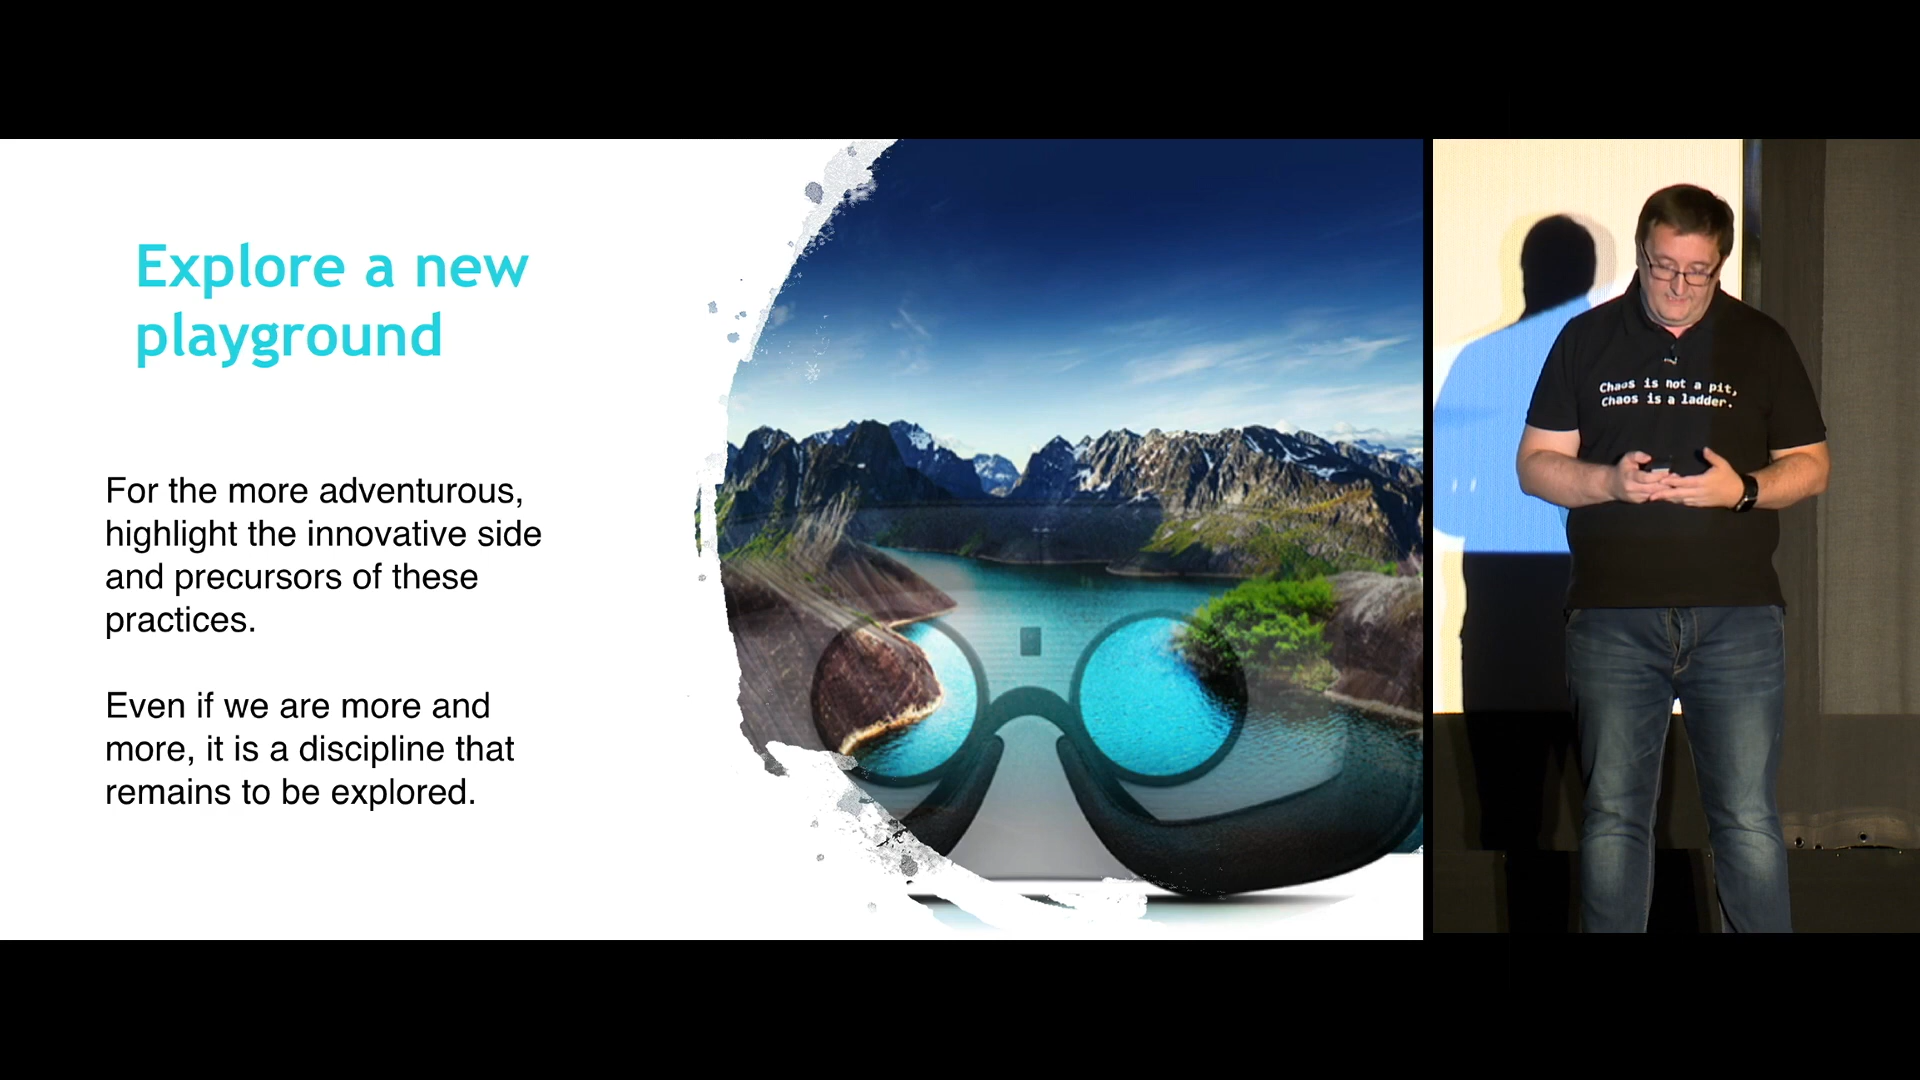 Explore a new
playground
For the more adventurous,
highlight the innovative side
and precursors of these
practices.
Even if we are more and
more, it is a discipline that
remains to be explored.
Chaos is not a pit,
Chaos is a ladder.